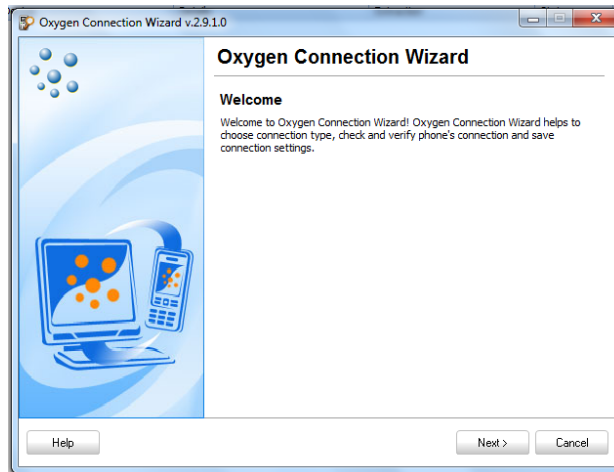 Oxygen Connection Wizard v.2.9.1.0
Oxygen Connection Wizard
Welcome
Welcome to Oxygen Connection Wizard! Oxygen Connection Wizard helps to
choose connection type, check and verify phone's connection and save
connection settings.
Help
Next >
Cancel